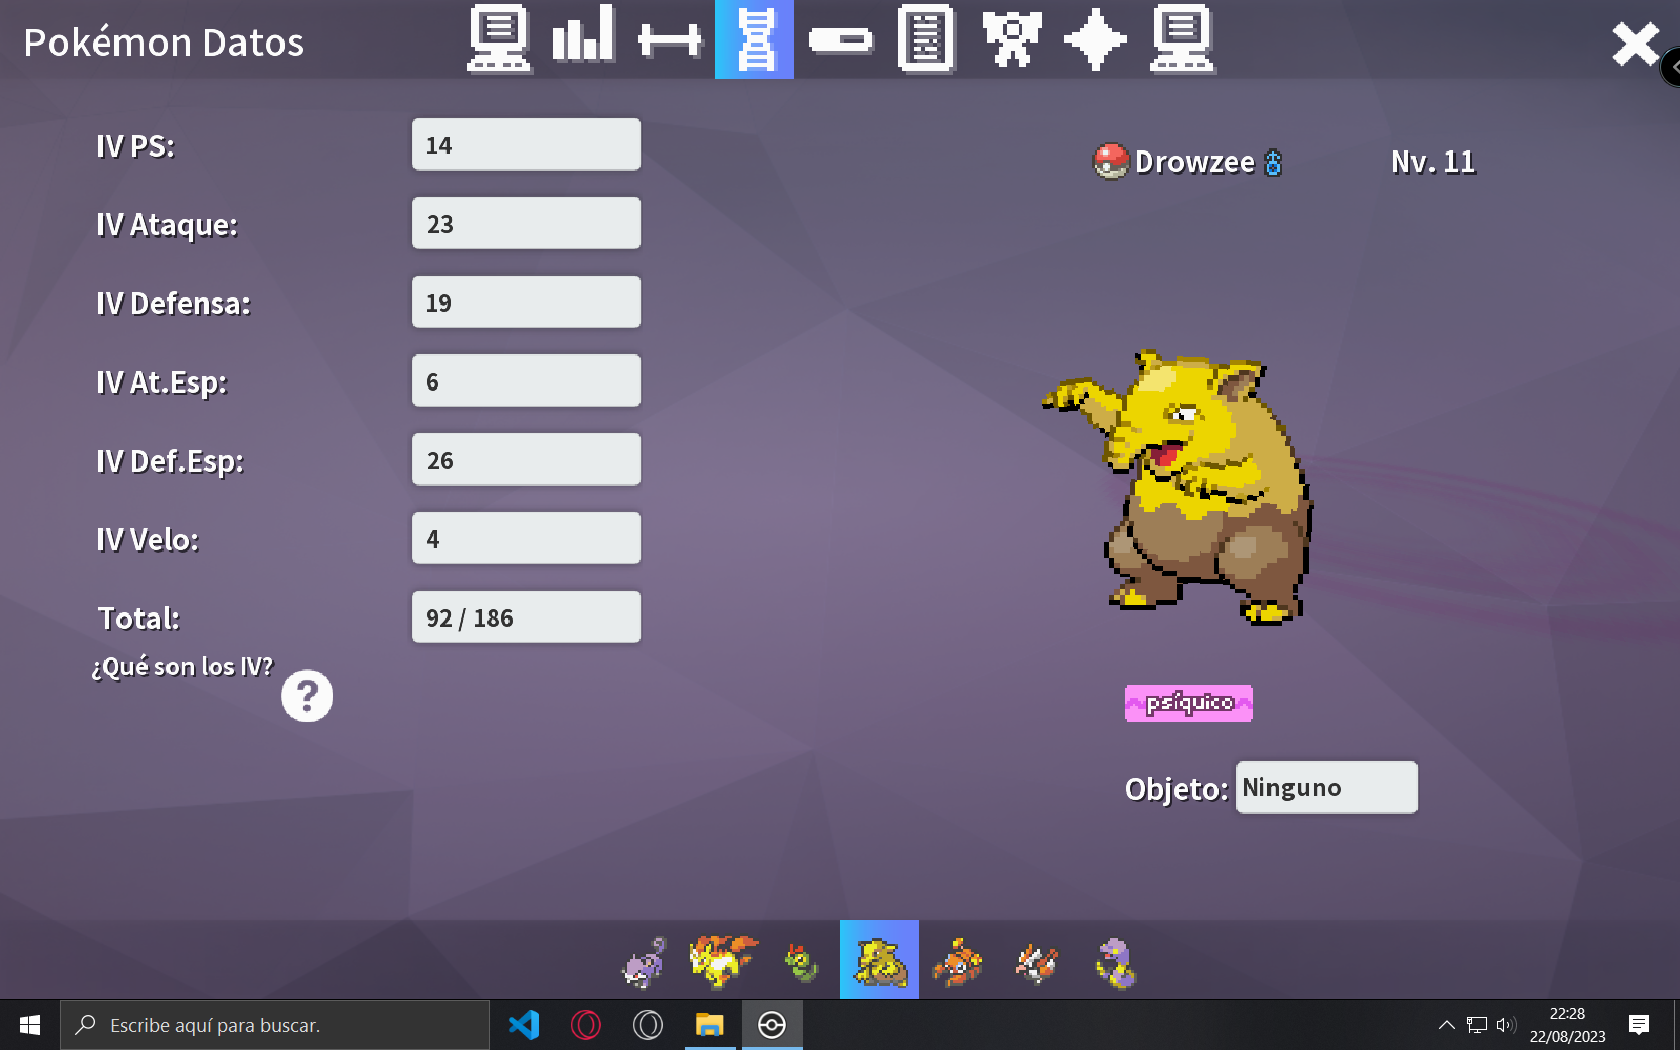 Pokémon Datos
IV PS: 14
IV Ataque: 23
IV Defensa: 19
IV At.Esp: 6
IV Def.Esp: 26
IV Velo: 4
Total: 92 / 186
¿Qué son los IV?
?
Drowzee Nv. 11
psíquico
Objeto: Ninguno
Escribe aquí para buscar.
22:28
22/08/2023